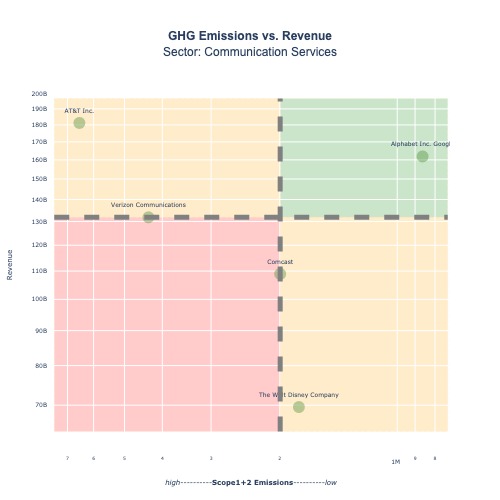 GHG Emissions vs. Revenue
Sector: Communication Services
200B
190B
180B
170B
160B
150B
140B
130B
120B
110B
100B
90B
80B
70B
Revenue
AT&T Inc.
Alphabet Inc. Googl
Verizon Communications
Comcast
The Walt Disney Company
7 6 5 4 3 2 1M 9 8
high----------Scope1+2 Emissions----------low